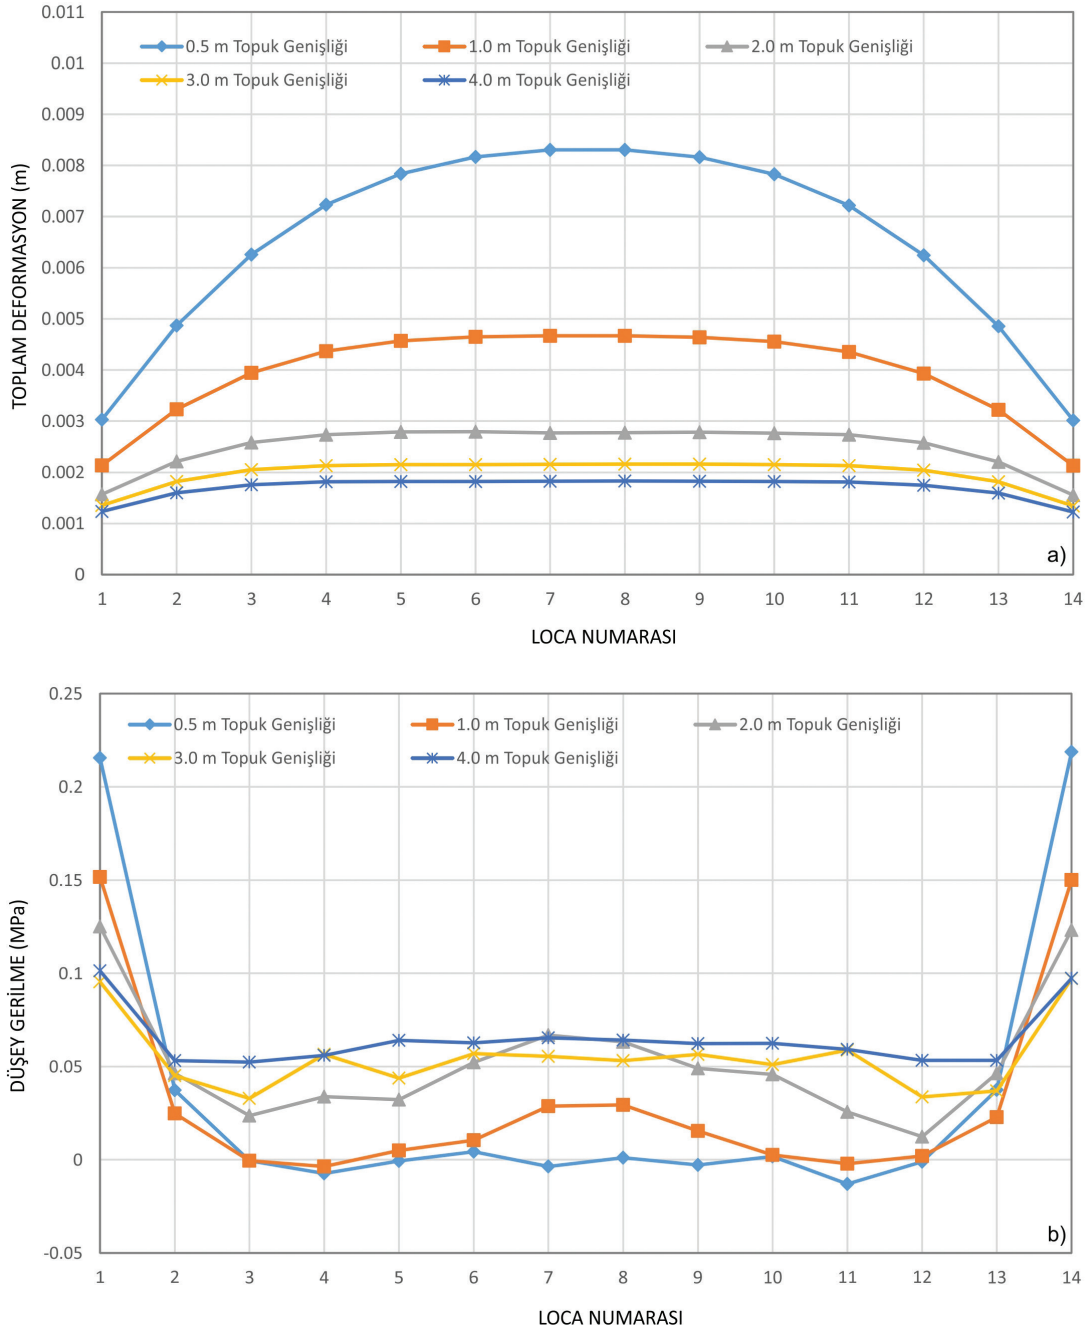 0.011
0.01
0.009
0.008
0.007
0.006
0.005
0.004
0.003
0.002
0.001
0
TOPLAM DEFORMASYON (m)
0.5 m Topuk Genişliği 1.0 m Topuk Genişliği 2.0 m Topuk Genişliği
3.0 m Topuk Genişliği 4.0 m Topuk Genişliği
a)
1 2 3 4 5 6 7 8 9 10 11 12 13 14
LOCA NUMARASI
0.25
0.2
0.15
0.1
0.05
0
-0.05
DÜŞEY GERİLME (MPa)
0.5 m Topuk Genişliği 1.0 m Topuk Genişliği 2.0 m Topuk Genişliği
3.0 m Topuk Genişliği 4.0 m Topuk Genişliği
b)
1 2 3 4 5 6 7 8 9 10 11 12 13 14
LOCA NUMARASI